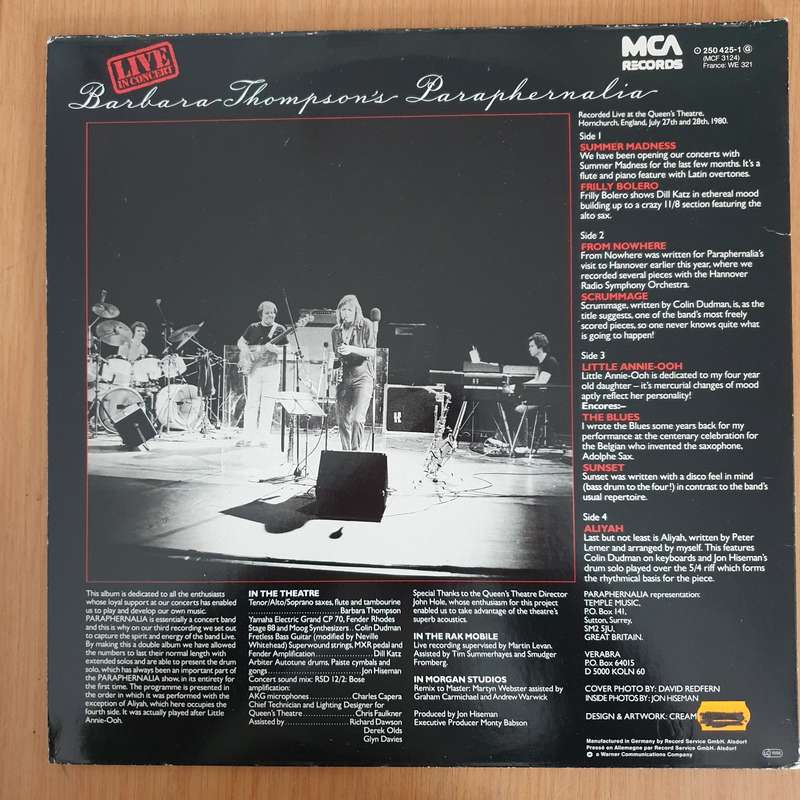 LIVE
IN CONCERT
Barbara Thompson's Paraphernalia
MCA
RECORDS
250 425-1 G
(MCF 3124)
France: WE 321
Recorded Live at the Queen's Theatre,
Hornchurch, England, July 27th and 28th, 1980.
Side 1
SUMMER MADNESS
We have been opening our concerts with
Summer Madness for the last few months. It's a
flute and piano feature with Latin overtones.
FRILLY BOLERO
Frilly Bolero shows Dill Katz in ethereal mood
building up to a crazy 11/8 section featuring the
alto sax.
Side 2
FROM NOWHERE
From Nowhere was written for Paraphernalia's
visit to Hannover earlier this year, where we
recorded several pieces with the Hannover
Radio Symphony Orchestra.
SCRUMMAGE
Scrummage, written by Colin Dudman, is, as the
title suggests, one of the band's most freely
scored pieces, so one never knows quite what
is going to happen!
Side 3
LITTLE ANNIE-OOH
Little Annie-Ooh is dedicated to my four year
old daughter – it's mercurial changes of mood
aptly reflect her personality!
Encores:–
THE BLUES
I wrote the Blues some years back for my
performance at the centenary celebration for
the Belgian who invented the saxophone,
Adolphe Sax.
SUNSET
Sunset was written with a disco feel in mind
(bass drum to the four!) in contrast to the band's
usual repertoire.
Side 4
ALIYAH
Last but not least is Aliyah, written by Peter
Lemer and arranged by myself. This features
Colin Dudman on keyboards and Jon Hiseman's
drum solo played over the 5/4 riff which forms
the rhythmical basis for the piece.
PARAPHERNALIA representation:
TEMPLE MUSIC,
P.O. Box 141,
Sutton, Surrey,
SM2 5JU,
GREAT BRITAIN.
VERABRA
P.O. Box 64015
D 5000 KOLN 60
COVER PHOTO BY: DAVID REDFERN
INSIDE PHOTOS BY: JON HISEMAN
DESIGN & ARTWORK: CREAM
Manufactured in Germany by Record Service GmbH. Alsdorf
Pressé en Allemagne par Record Service GmbH. Alsdorf
a Warner Communications Company
This album is dedicated to all the enthusiasts
whose loyal support at our concerts has enabled
us to play and develop our own music.
PARAPHERNALIA is essentially a concert band
and this is why on our third recording we set out
to capture the spirit and energy of the band Live.
By making this a double album we have allowed
the numbers to last their normal length with
extended solos and are able to present the drum
solo, which has always been an important part of
the PARAPHERNALIA show, in its entirety for
the first time. The programme is presented in
the order in which it was performed with the
exception of Aliyah, which here occupies the
fourth side. It was actually played after Little
Annie-Ooh.
IN THE THEATRE
Tenor/Alto/Soprano saxes, flute and tambourine
Barbara Thompson
Yamaha Electric Grand CP 70, Fender Rhodes
Stage 88 and Moog Synthesizers Colin Dudman
Fretless Bass Guitar (modified by Neville
Whitehead) Superwound strings, MXR pedal and
Fender Amplification Dill Katz
Arbiter Autotune drums, Paiste cymbals and
gongs Jon Hiseman
Concert sound mix: RSD 12/2: Bose
amplification:
AKG microphones Charles Capera
Chief Technician and Lighting Designer for
Queen's Theatre Chris Faulkner
Assisted by Richard Dawson
Derek Olds
Glyn Davies
Special Thanks to the Queen's Theatre Director
John Hole, whose enthusiasm for this project
enabled us to take advantage of the theatre's
superb acoustics.
IN THE RAK MOBILE
Live recording supervised by Martin Levan.
Assisted by Tim Summerhayes and Smudger
Fromberg.
IN MORGAN STUDIOS
Remix to Master: Martyn Webster assisted by
Graham Carmichael and Andrew Warwick
Produced by Jon Hiseman
Executive Producer Monty Babson